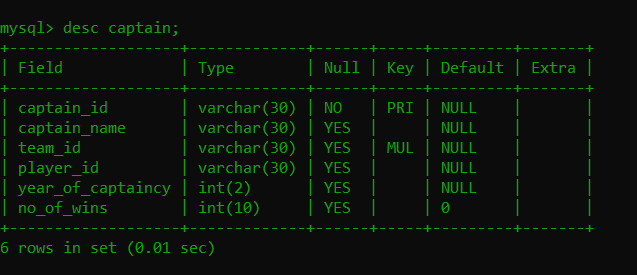 mysql> desc captain;
+-------------------+-------------+------+-----+---------+-------+
| Field             | Type        | Null | Key | Default | Extra |
+-------------------+-------------+------+-----+---------+-------+
| captain_id        | varchar(30) | NO   | PRI | NULL    |       |
| captain_name      | varchar(30) | YES  |     | NULL    |       |
| team_id           | varchar(30) | YES  | MUL | NULL    |       |
| player_id         | varchar(30) | YES  |     | NULL    |       |
| year_of_captaincy | int(2)      | YES  |     | NULL    |       |
| no_of_wins        | int(10)     | YES  |     | 0       |       |
+-------------------+-------------+------+-----+---------+-------+
6 rows in set (0.01 sec)